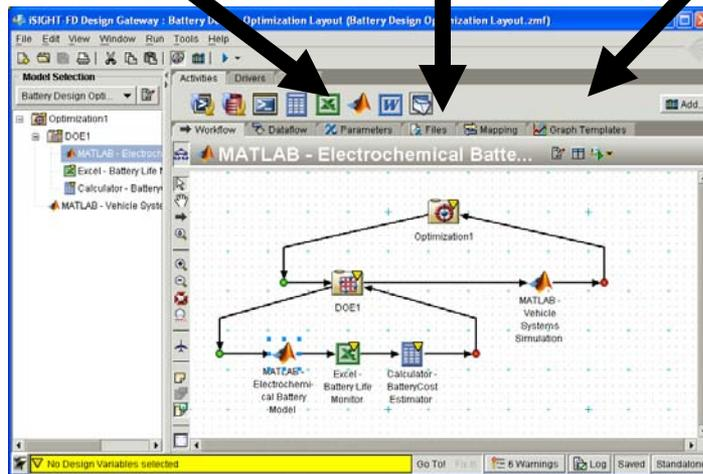 iSIGHT-FD Design Gateway : Battery Design Optimization Layout (Battery Design Optimization Layout.zmf)
File Edit View Window Run Tools Help
Model Selection
Activities Drivers
Battery Design Opti...
Add...
Optimization1
DOE1
MATLAB - Electroch
Excel - Battery Life
Calculator - Battery
MATLAB - Vehicle Syste
Workflow Dataflow Parameters Files Mapping Graph Templates
MATLAB - Electrochemical Batte...
Optimization1
DOE1
MATLAB -
Vehicle
Systems
Simulation
MATLAB -
Electrochemi-
cal Battery
Model
Excel -
Battery Life
Monitor
Calculator -
BatteryCost
Estimator
No Design Variables selected
Go To! 6 Warnings Log Saved Standalone